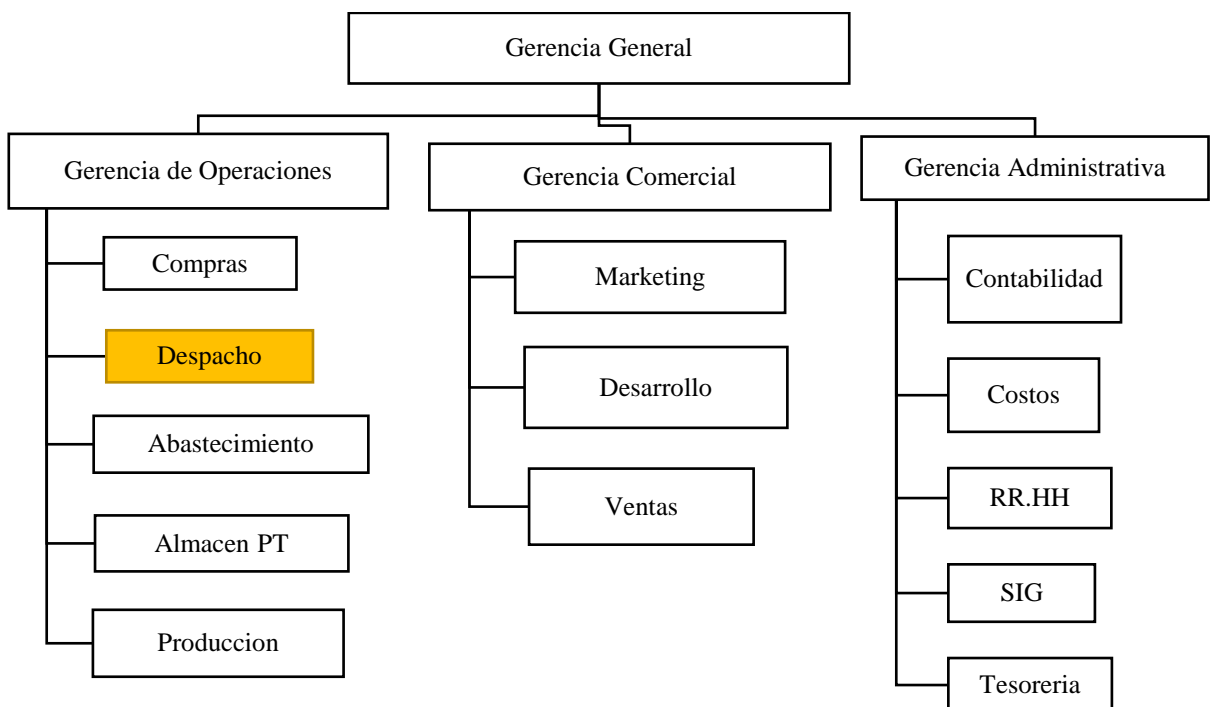 Gerencia General
Gerencia de Operaciones
Compras
Despacho
Abastecimiento
Almacen PT
Produccion
Gerencia Comercial
Marketing
Desarrollo
Ventas
Gerencia Administrativa
Contabilidad
Costos
RR.HH
SIG
Tesoreria